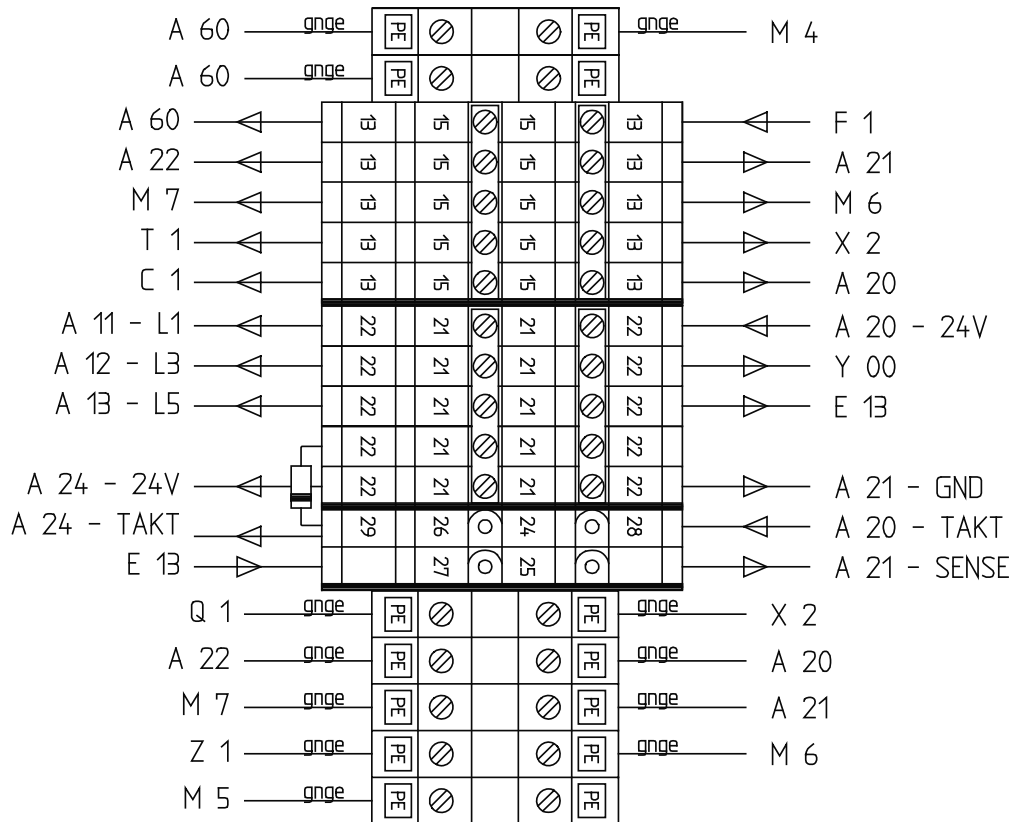 A 60 gnge PE PE gnge M 4
A 60 gnge PE PE
A 60 13 15 15 13 F 1
A 22 13 15 15 13 A 21
M 7 13 15 15 13 M 6
T 1 13 15 15 13 X 2
C 1 13 15 15 13 A 20
A 11 - L1 22 21 21 22 A 20 - 24V
A 12 - L3 22 21 21 22 Y 00
A 13 - L5 22 21 21 22 E 13
22 21 21 22
A 24 - 24V 22 21 21 22 A 21 - GND
A 24 - TAKT 29 26 24 28 A 20 - TAKT
E 13 27 25 A 21 - SENSE
Q 1 gnge PE PE gnge X 2
A 22 gnge PE PE gnge A 20
M 7 gnge PE PE gnge A 21
Z 1 gnge PE PE gnge M 6
M 5 gnge PE PE